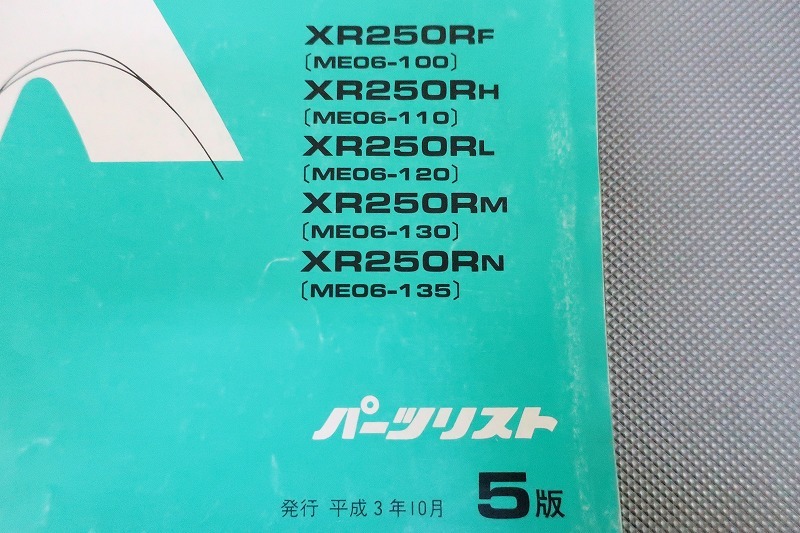 XR250RF
〔ME06-100〕
XR250RH
〔ME06-110〕
XR250RL
〔ME06-120〕
XR250RM
〔ME06-130〕
XR250RN
〔ME06-135〕
パーツリスト
発行 平成3年10月 5版